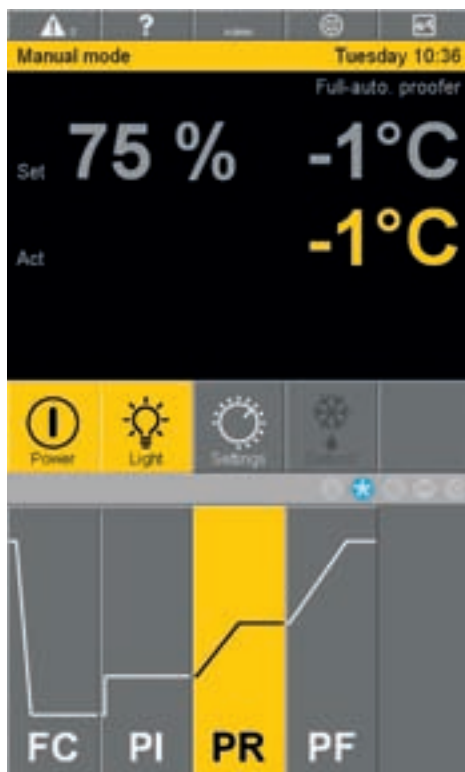 ?
Manual mode Tuesday 10:36
Full-auto. proofer
Set 75 % -1°C
Act -1°C
Power Light Settings
FC PI PR PF